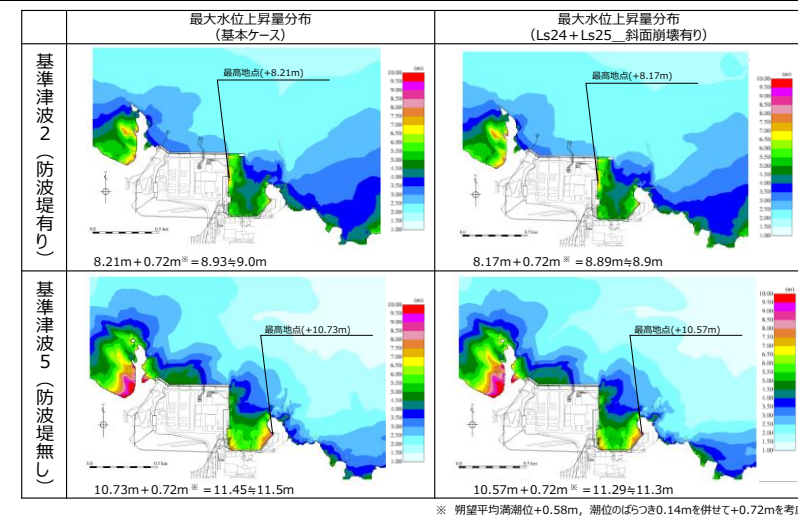 最大水位上昇量分布
（基本ケース）
最大水位上昇量分布
（Ls24＋Ls25__斜面崩壊有り）
基準津波２（防波堤有り）
最高地点(+8.21m)
8.21m＋0.72m※＝8.93≒9.0m
最高地点(+8.17m)
8.17m＋0.72m※＝8.89m≒8.9m
基準津波５（防波堤無し）
最高地点(+10.73m)
10.73m＋0.72m※＝11.45≒11.5m
最高地点(+10.57m)
10.57m＋0.72m※＝11.29≒11.3m
※ 朔望平均満潮位+0.58m，潮位のばらつき0.14mを併せて+0.72mを考